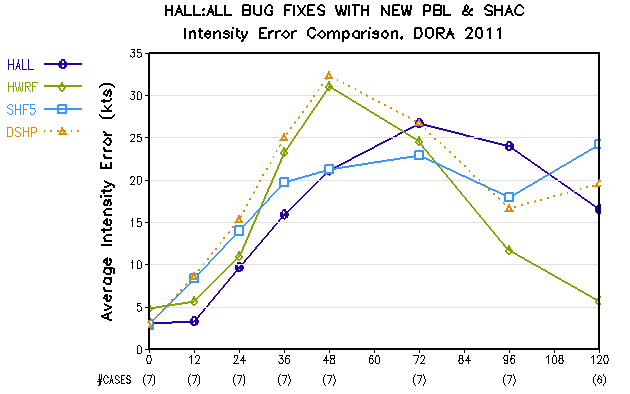 HALL:ALL BUG FIXES WITH NEW PBL & SHAC
Intensity Error Comparison, DORA 2011
HALL
HWRF
SHF5
DSHP
Average Intensity Error (kts)
35
30
25
20
15
10
5
0
0 12 24 36 48 60 72 84 96 108 120
#CASES (7) (7) (7) (7) (7) (7) (7) (6)